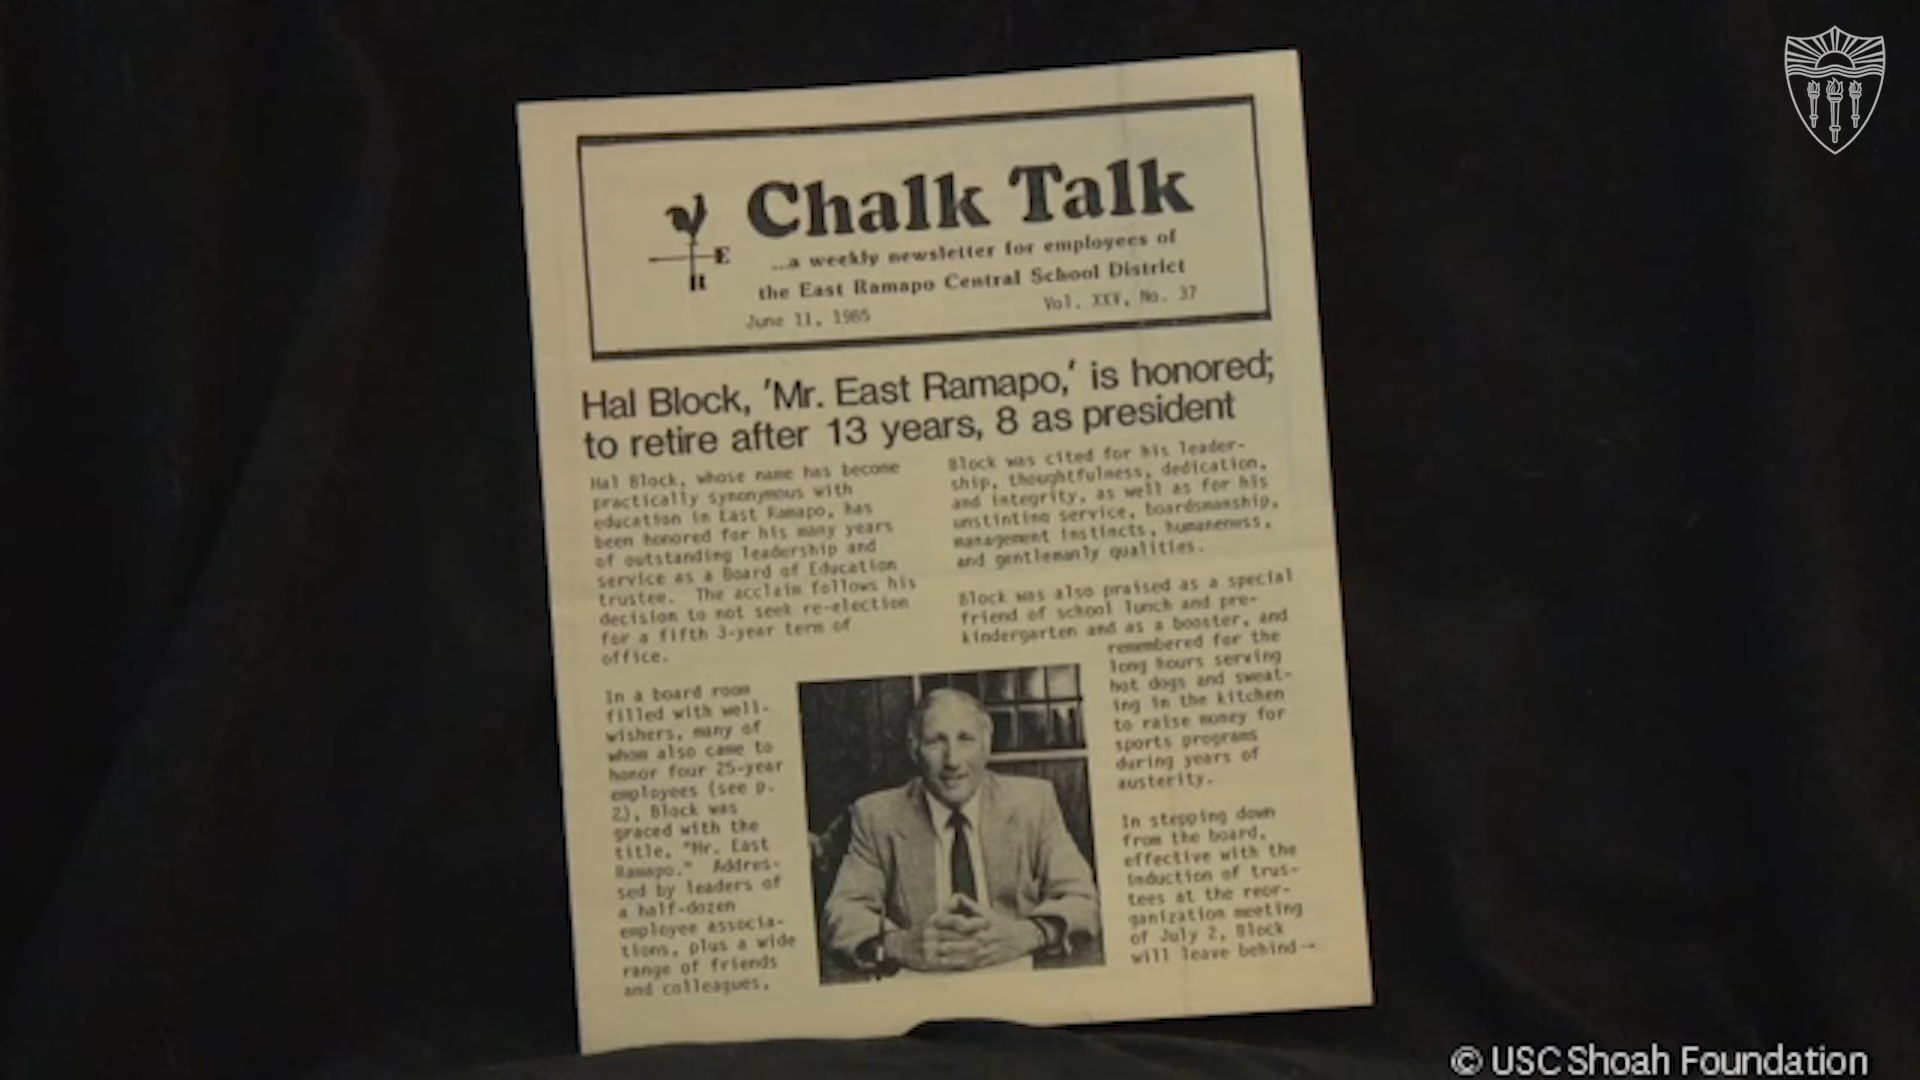 E
R
Chalk Talk
...a weekly newsletter for employees of
the East Ramapo Central School District
June 11, 1985
Vol. XXV, No. 37
Hal Block, 'Mr. East Ramapo,' is honored;
to retire after 13 years, 8 as president
Hal Block, whose name has become
practically synonymous with
education in East Ramapo, has
been honored for his many years
of outstanding leadership and
service as a Board of Education
trustee. The acclaim follows his
decision to not seek re-election
for a fifth 3-year term of
office.
In a board room
filled with well-
wishers, many of
whom also came to
honor four 25-year
employees (see p.
2), Block was
graced with the
title, "Mr. East
Ramapo." Addres-
sed by leaders of
a half-dozen
employee associa-
tions, plus a wide
range of friends
and colleagues,
Block was cited for his leader-
ship, thoughtfulness, dedication,
and integrity, as well as for his
unstinting service, boardsmanship,
management instincts, humaneness,
and gentlemanly qualities.
Block was also praised as a special
friend of school lunch and pre-
kindergarten and as a booster, and
remembered for the
long hours serving
hot dogs and sweat-
ing in the kitchen
to raise money for
sports programs
during years of
austerity.
In stepping down
from the board,
effective with the
induction of trus-
tees at the reor-
ganization meeting
of July 2, Block
will leave behind→
© USC Shoah Foundation